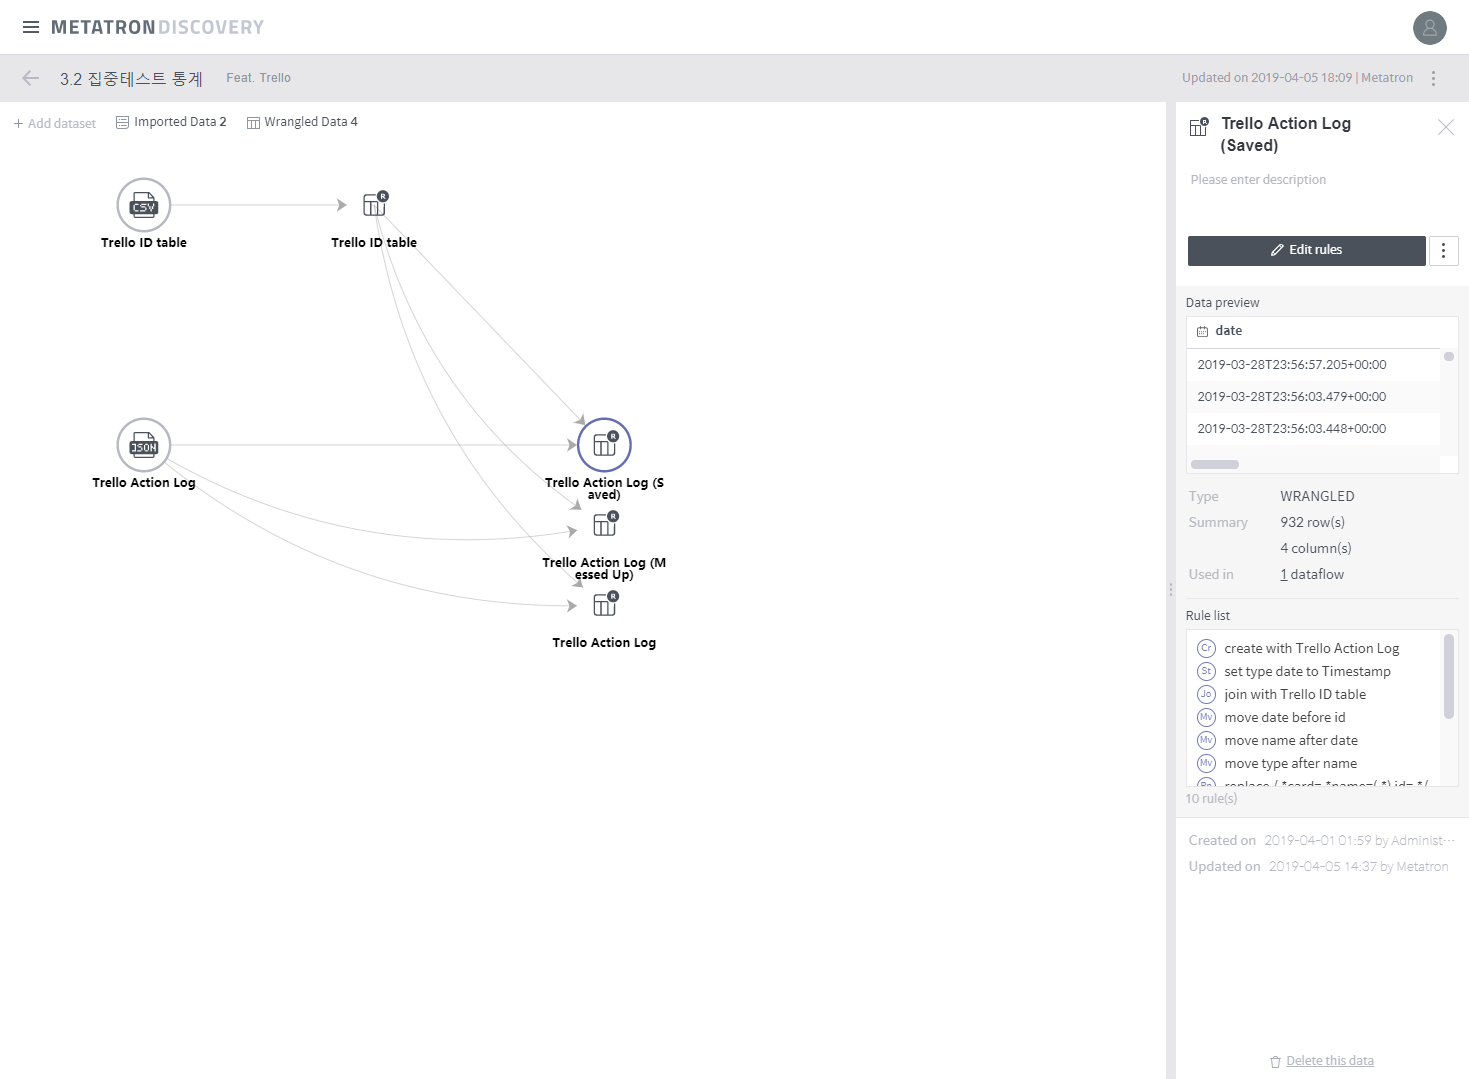 METATRON DISCOVERY
3.2 집중테스트 통계 Feat. Trello
Updated on 2019-04-05 18:09 | Metatron
+ Add dataset Imported Data 2 Wrangled Data 4
CSV
Trello ID table
R
Trello ID table
JSON
Trello Action Log
R
Trello Action Log (S
aved)
R
Trello Action Log (M
essed Up)
R
Trello Action Log
R
Trello Action Log
(Saved)
Please enter description
Edit rules
Data preview
date
2019-03-28T23:56:57.205+00:00
2019-03-28T23:56:03.479+00:00
2019-03-28T23:56:03.448+00:00
Type WRANGLED
Summary 932 row(s)
4 column(s)
Used in 1 dataflow
Rule list
Cr create with Trello Action Log
St set type date to Timestamp
Jo join with Trello ID table
Mv move date before id
Mv move name after date
Mv move type after name
10 rule(s)
Created on 2019-04-01 01:59 by Administ···
Updated on 2019-04-05 14:37 by Metatron
Delete this data